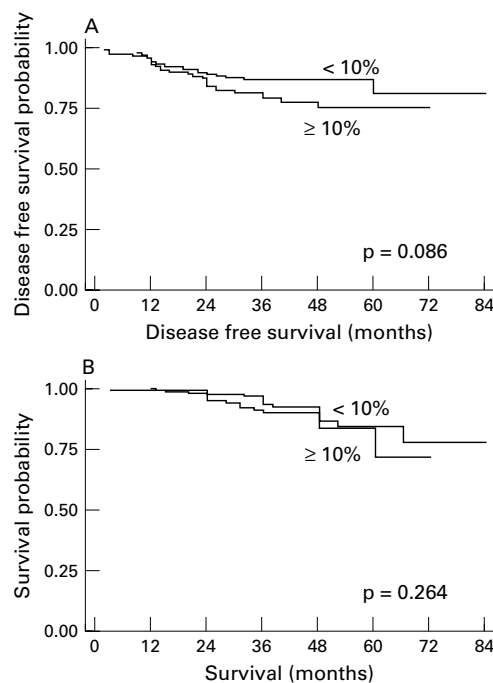 A
1.00
0.75
0.50
0.25
0.00
Disease free survival probability
< 10%
≥ 10%
p = 0.086
0 12 24 36 48 60 72 84
Disease free survival (months)
B
1.00
0.75
0.50
0.25
0.00
Survival probability
< 10%
≥ 10%
p = 0.264
0 12 24 36 48 60 72 84
Survival (months)